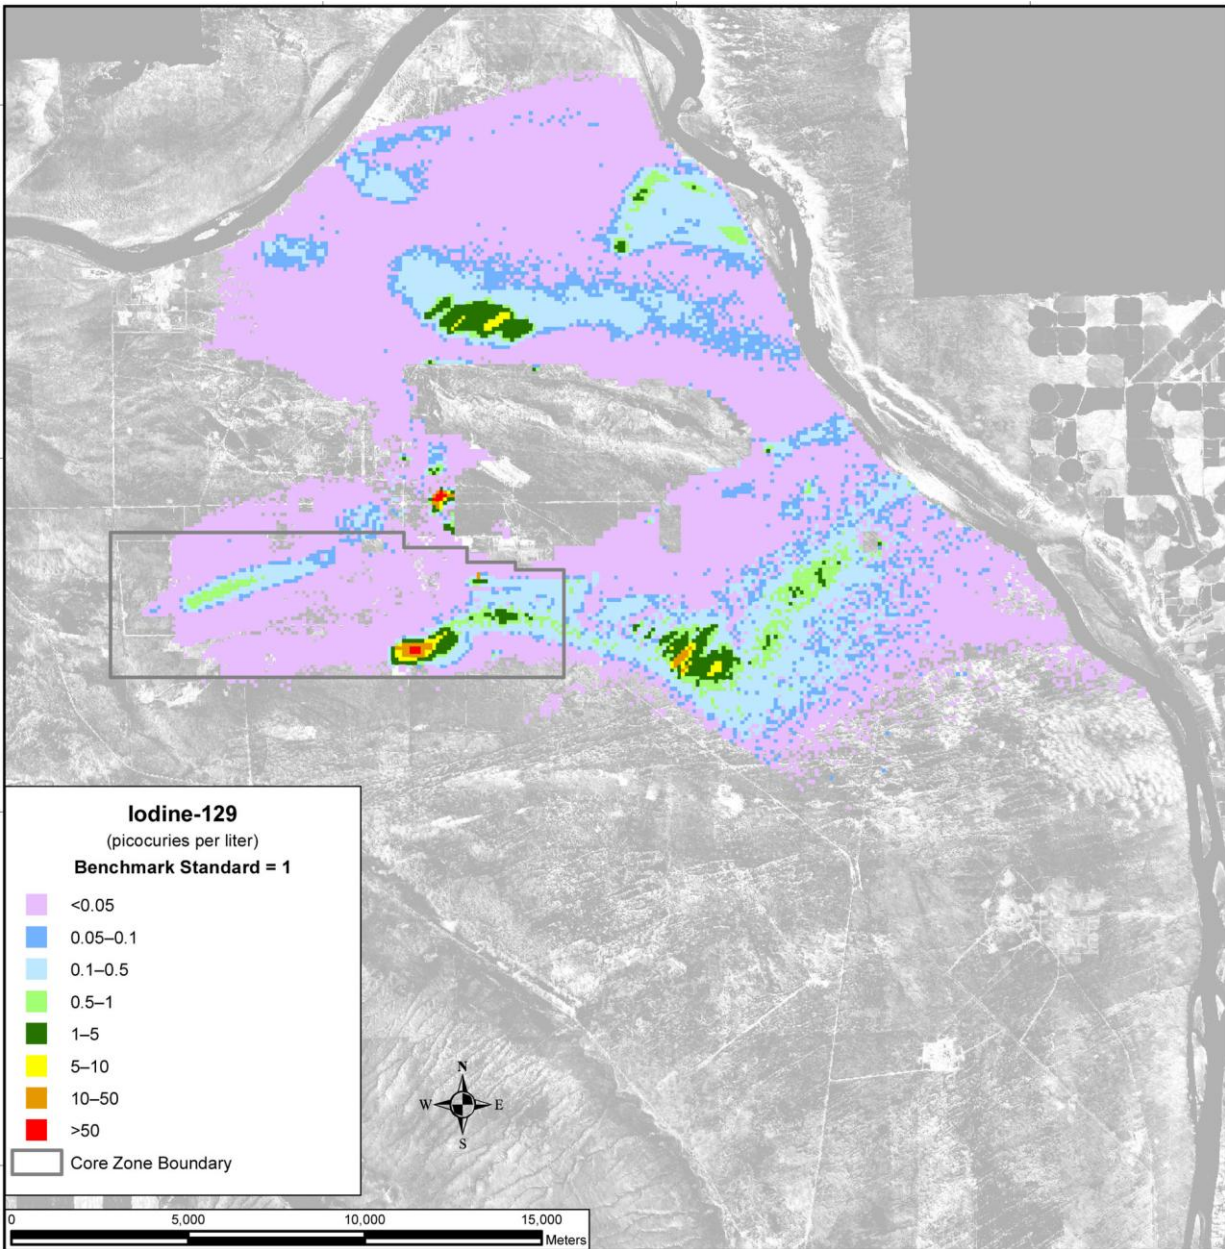 Iodine-129
(picocuries per liter)
Benchmark Standard = 1
<0.05
0.05–0.1
0.1–0.5
0.5–1
1–5
5–10
10–50
>50
Core Zone Boundary
N
W E
S
0 5,000 10,000 15,000
Meters